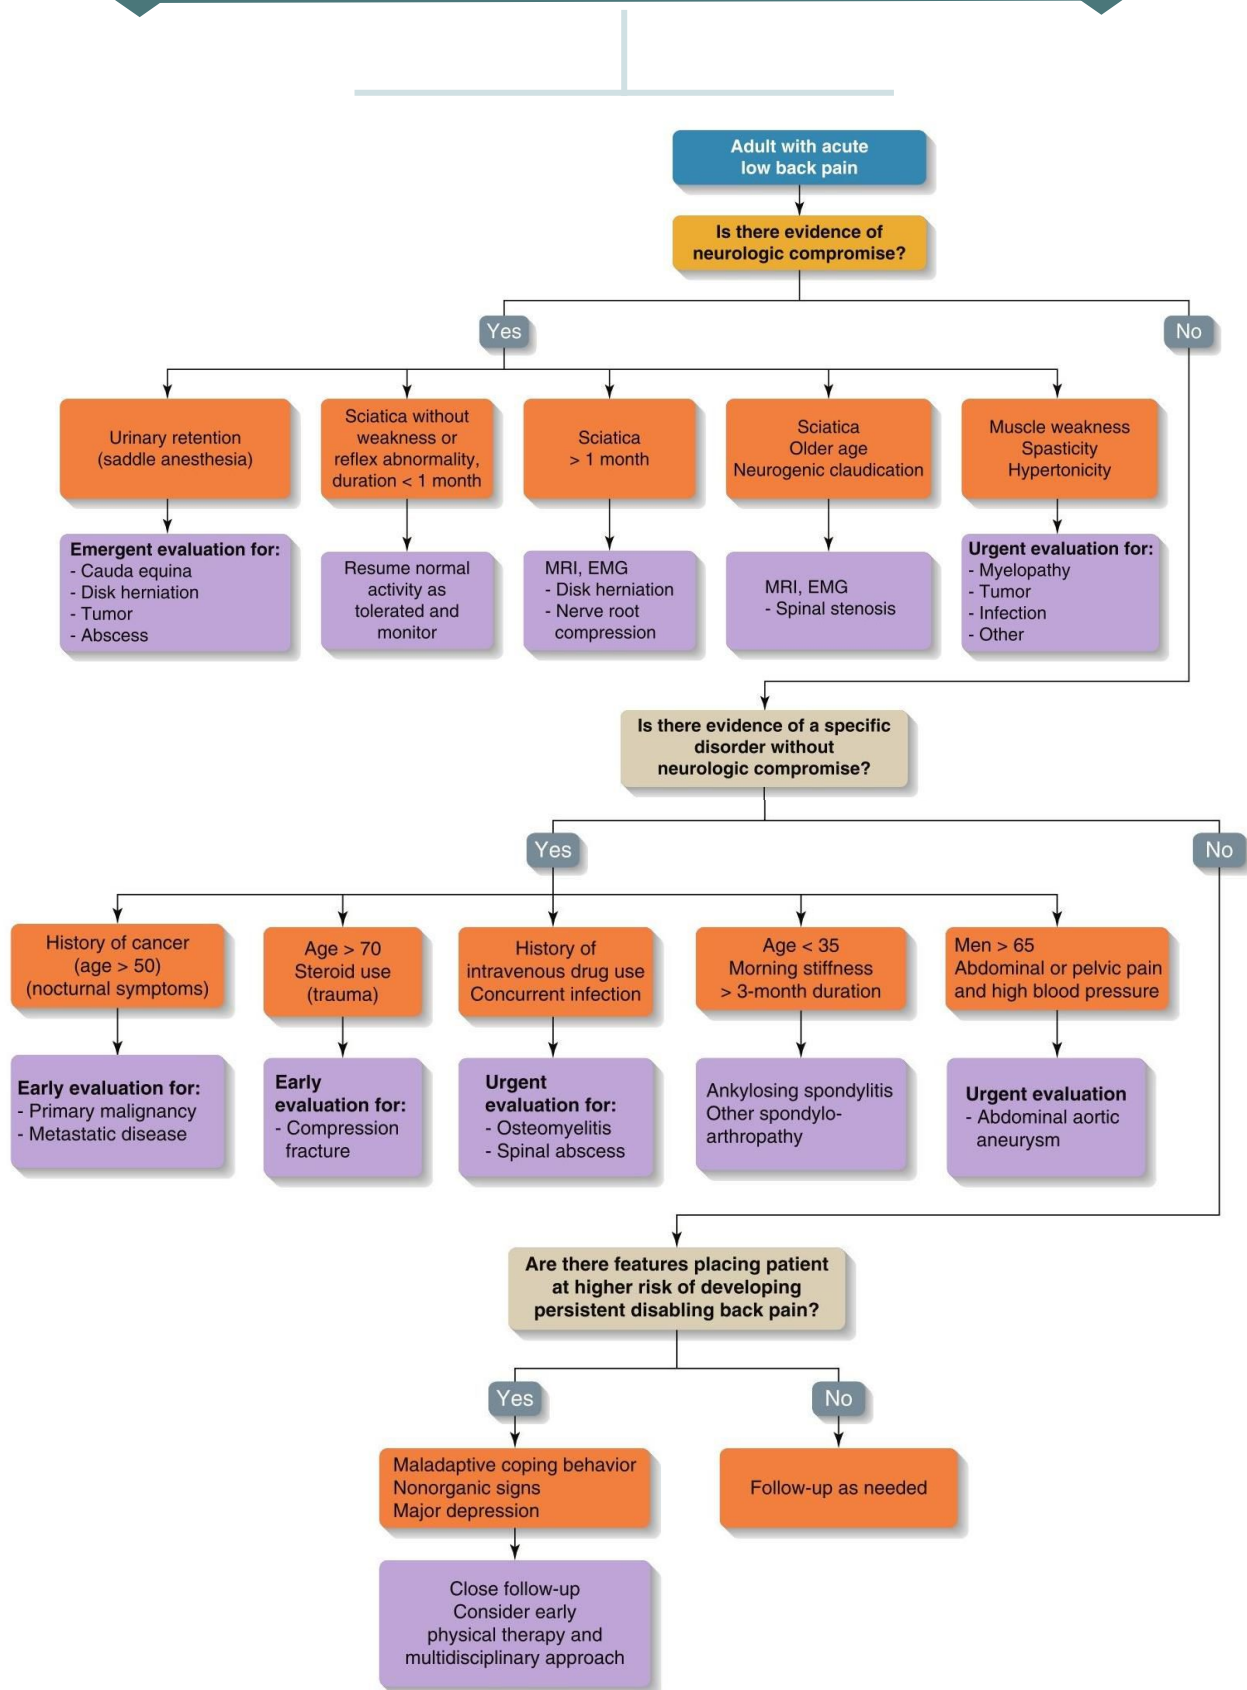 Adult with acute
low back pain
Is there evidence of
neurologic compromise?
Yes
No
Urinary retention
(saddle anesthesia)
Sciatica without
weakness or
reflex abnormality,
duration < 1 month
Sciatica
> 1 month
Sciatica
Older age
Neurogenic claudication
Muscle weakness
Spasticity
Hypertonicity
Emergent evaluation for:
- Cauda equina
- Disk herniation
- Tumor
- Abscess
Resume normal
activity as
tolerated and
monitor
MRI, EMG
- Disk herniation
- Nerve root
compression
MRI, EMG
- Spinal stenosis
Urgent evaluation for:
- Myelopathy
- Tumor
- Infection
- Other
Is there evidence of a specific
disorder without
neurologic compromise?
Yes
No
History of cancer
(age > 50)
(nocturnal symptoms)
Age > 70
Steroid use
(trauma)
History of
intravenous drug use
Concurrent infection
Age < 35
Morning stiffness
> 3-month duration
Men > 65
Abdominal or pelvic pain
and high blood pressure
Early evaluation for:
- Primary malignancy
- Metastatic disease
Early
evaluation for:
- Compression
fracture
Urgent
evaluation for:
- Osteomyelitis
- Spinal abscess
Ankylosing spondylitis
Other spondylo-
arthropathy
Urgent evaluation
- Abdominal aortic
aneurysm
Are there features placing patient
at higher risk of developing
persistent disabling back pain?
Yes
No
Maladaptive coping behavior
Nonorganic signs
Major depression
Follow-up as needed
Close follow-up
Consider early
physical therapy and
multidisciplinary approach